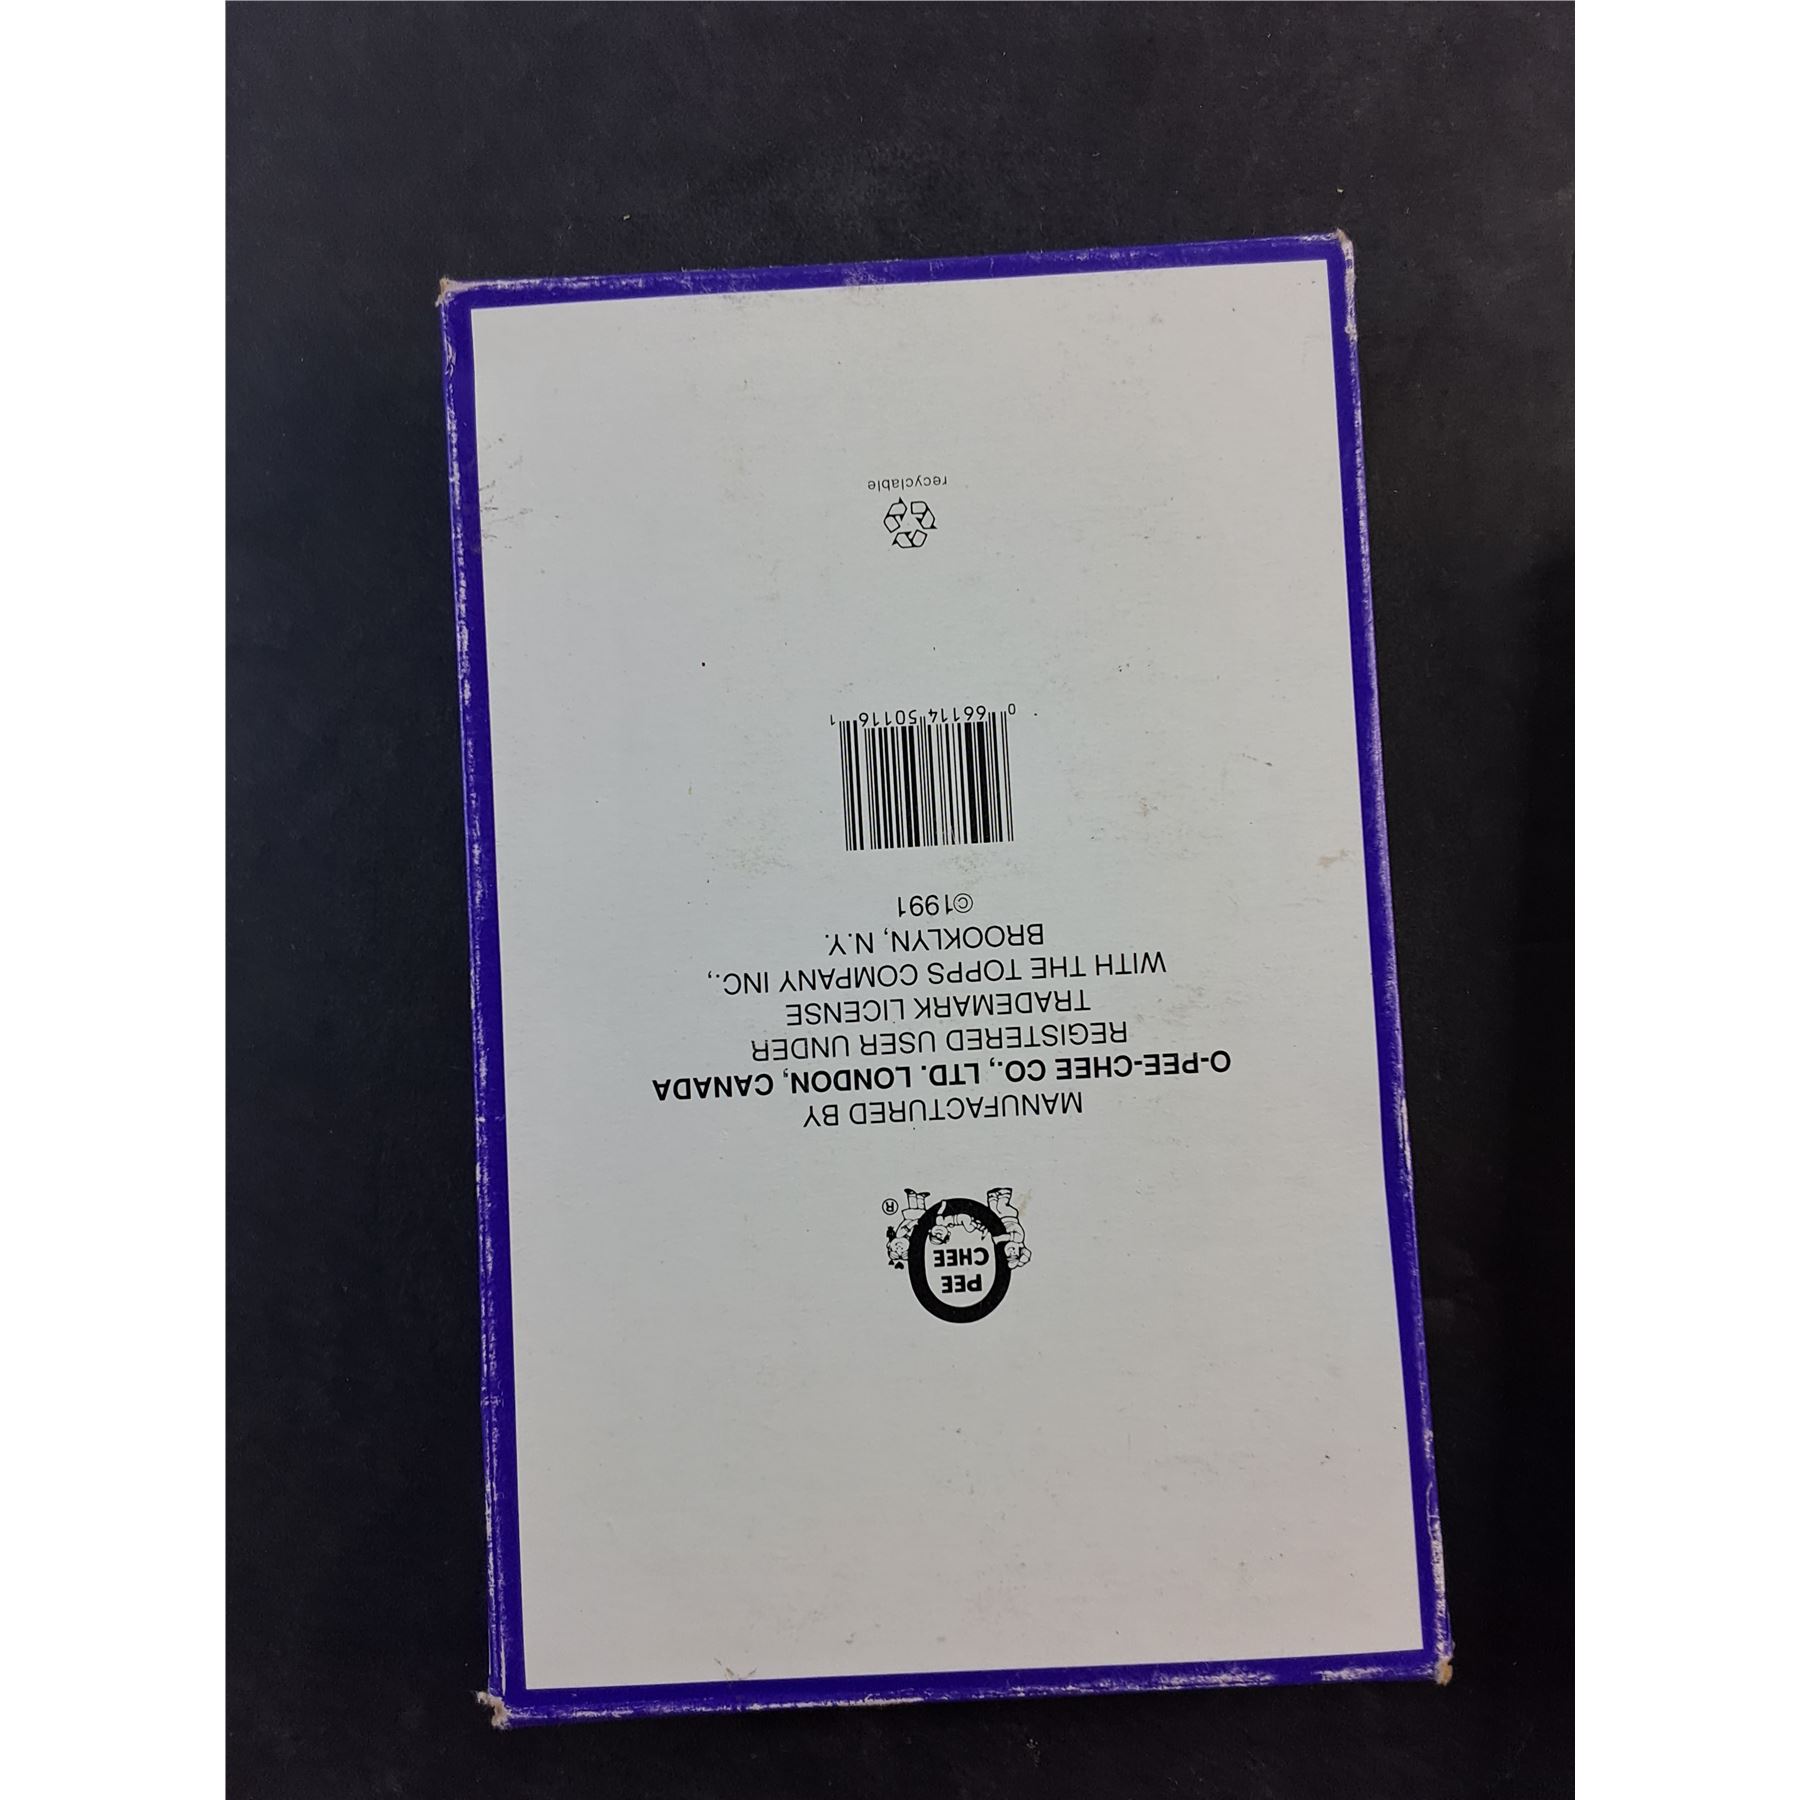 PEE
CHEE
®
MANUFACTURED BY
O-PEE-CHEE CO., LTD. LONDON, CANADA
REGISTERED USER UNDER
TRADEMARK LICENSE
WITH THE TOPPS COMPANY INC.,
BROOKLYN, N.Y.
©1991
0 66114 50116 1
recyclable